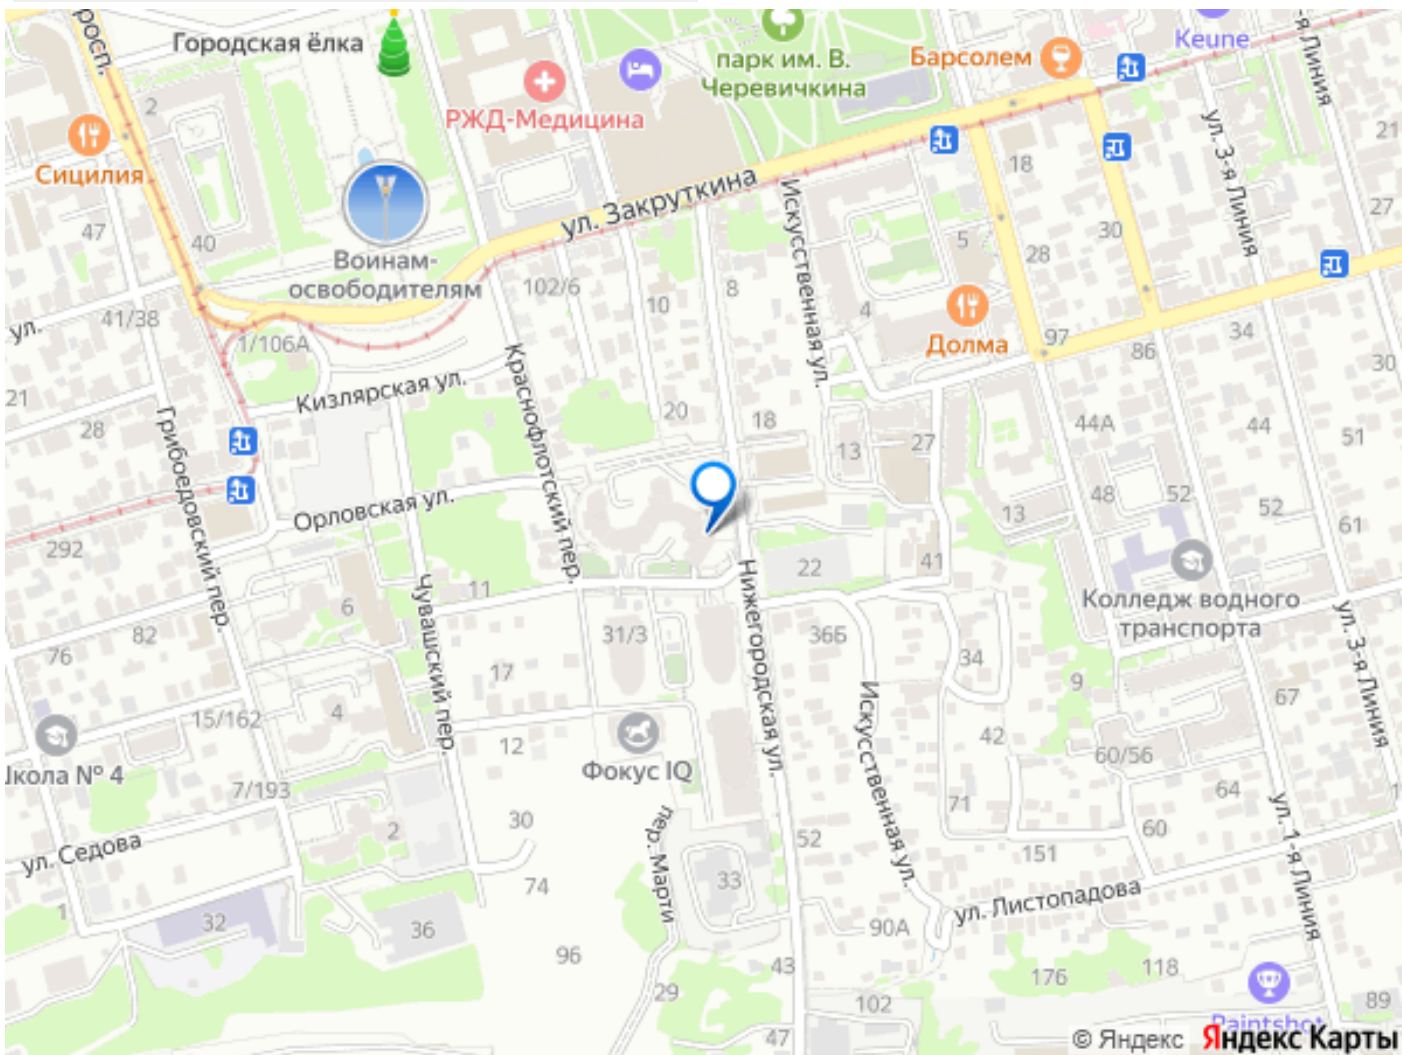 росп.
Городская ёлка
парк им. В.
Черевичкина
Барсолем
Keune
-я Линия
2
РЖД-Медицина
Сицилия
ул. Закруткина
Искусственная ул.
18
ул. 3-я Линия
21
47
40
Воинам-
освободителям
102/6
10
8
5
28
30
27
ул.
41/38
1/106А
4
Долма
97
86
34
30
21
28
Кизлярская ул.
Краснофлотский пер.
20
18
13
27
44А
44
51
Грибоедовский пер.
Орловская ул.
48
52
52
13
61
292
11
22
41
Колледж водного
транспорта
6
82
76
Чувашский пер.
31/3
Нижегородская ул.
36Б
34
9
67
ул. 3-я Линия
17
15/162
4
12
Фокус IQ
Искусственная ул.
42
60/56
Школа № 4
7/193
30
2
пер. Марти
52
71
60
64
ул. 1-я Линия
1
ул. Седова
74
33
151
ул. Листопадова
1
32
36
96
90А
29
43
176
118
102
89
47
Paintshot
© Яндекс Яндекс Карты